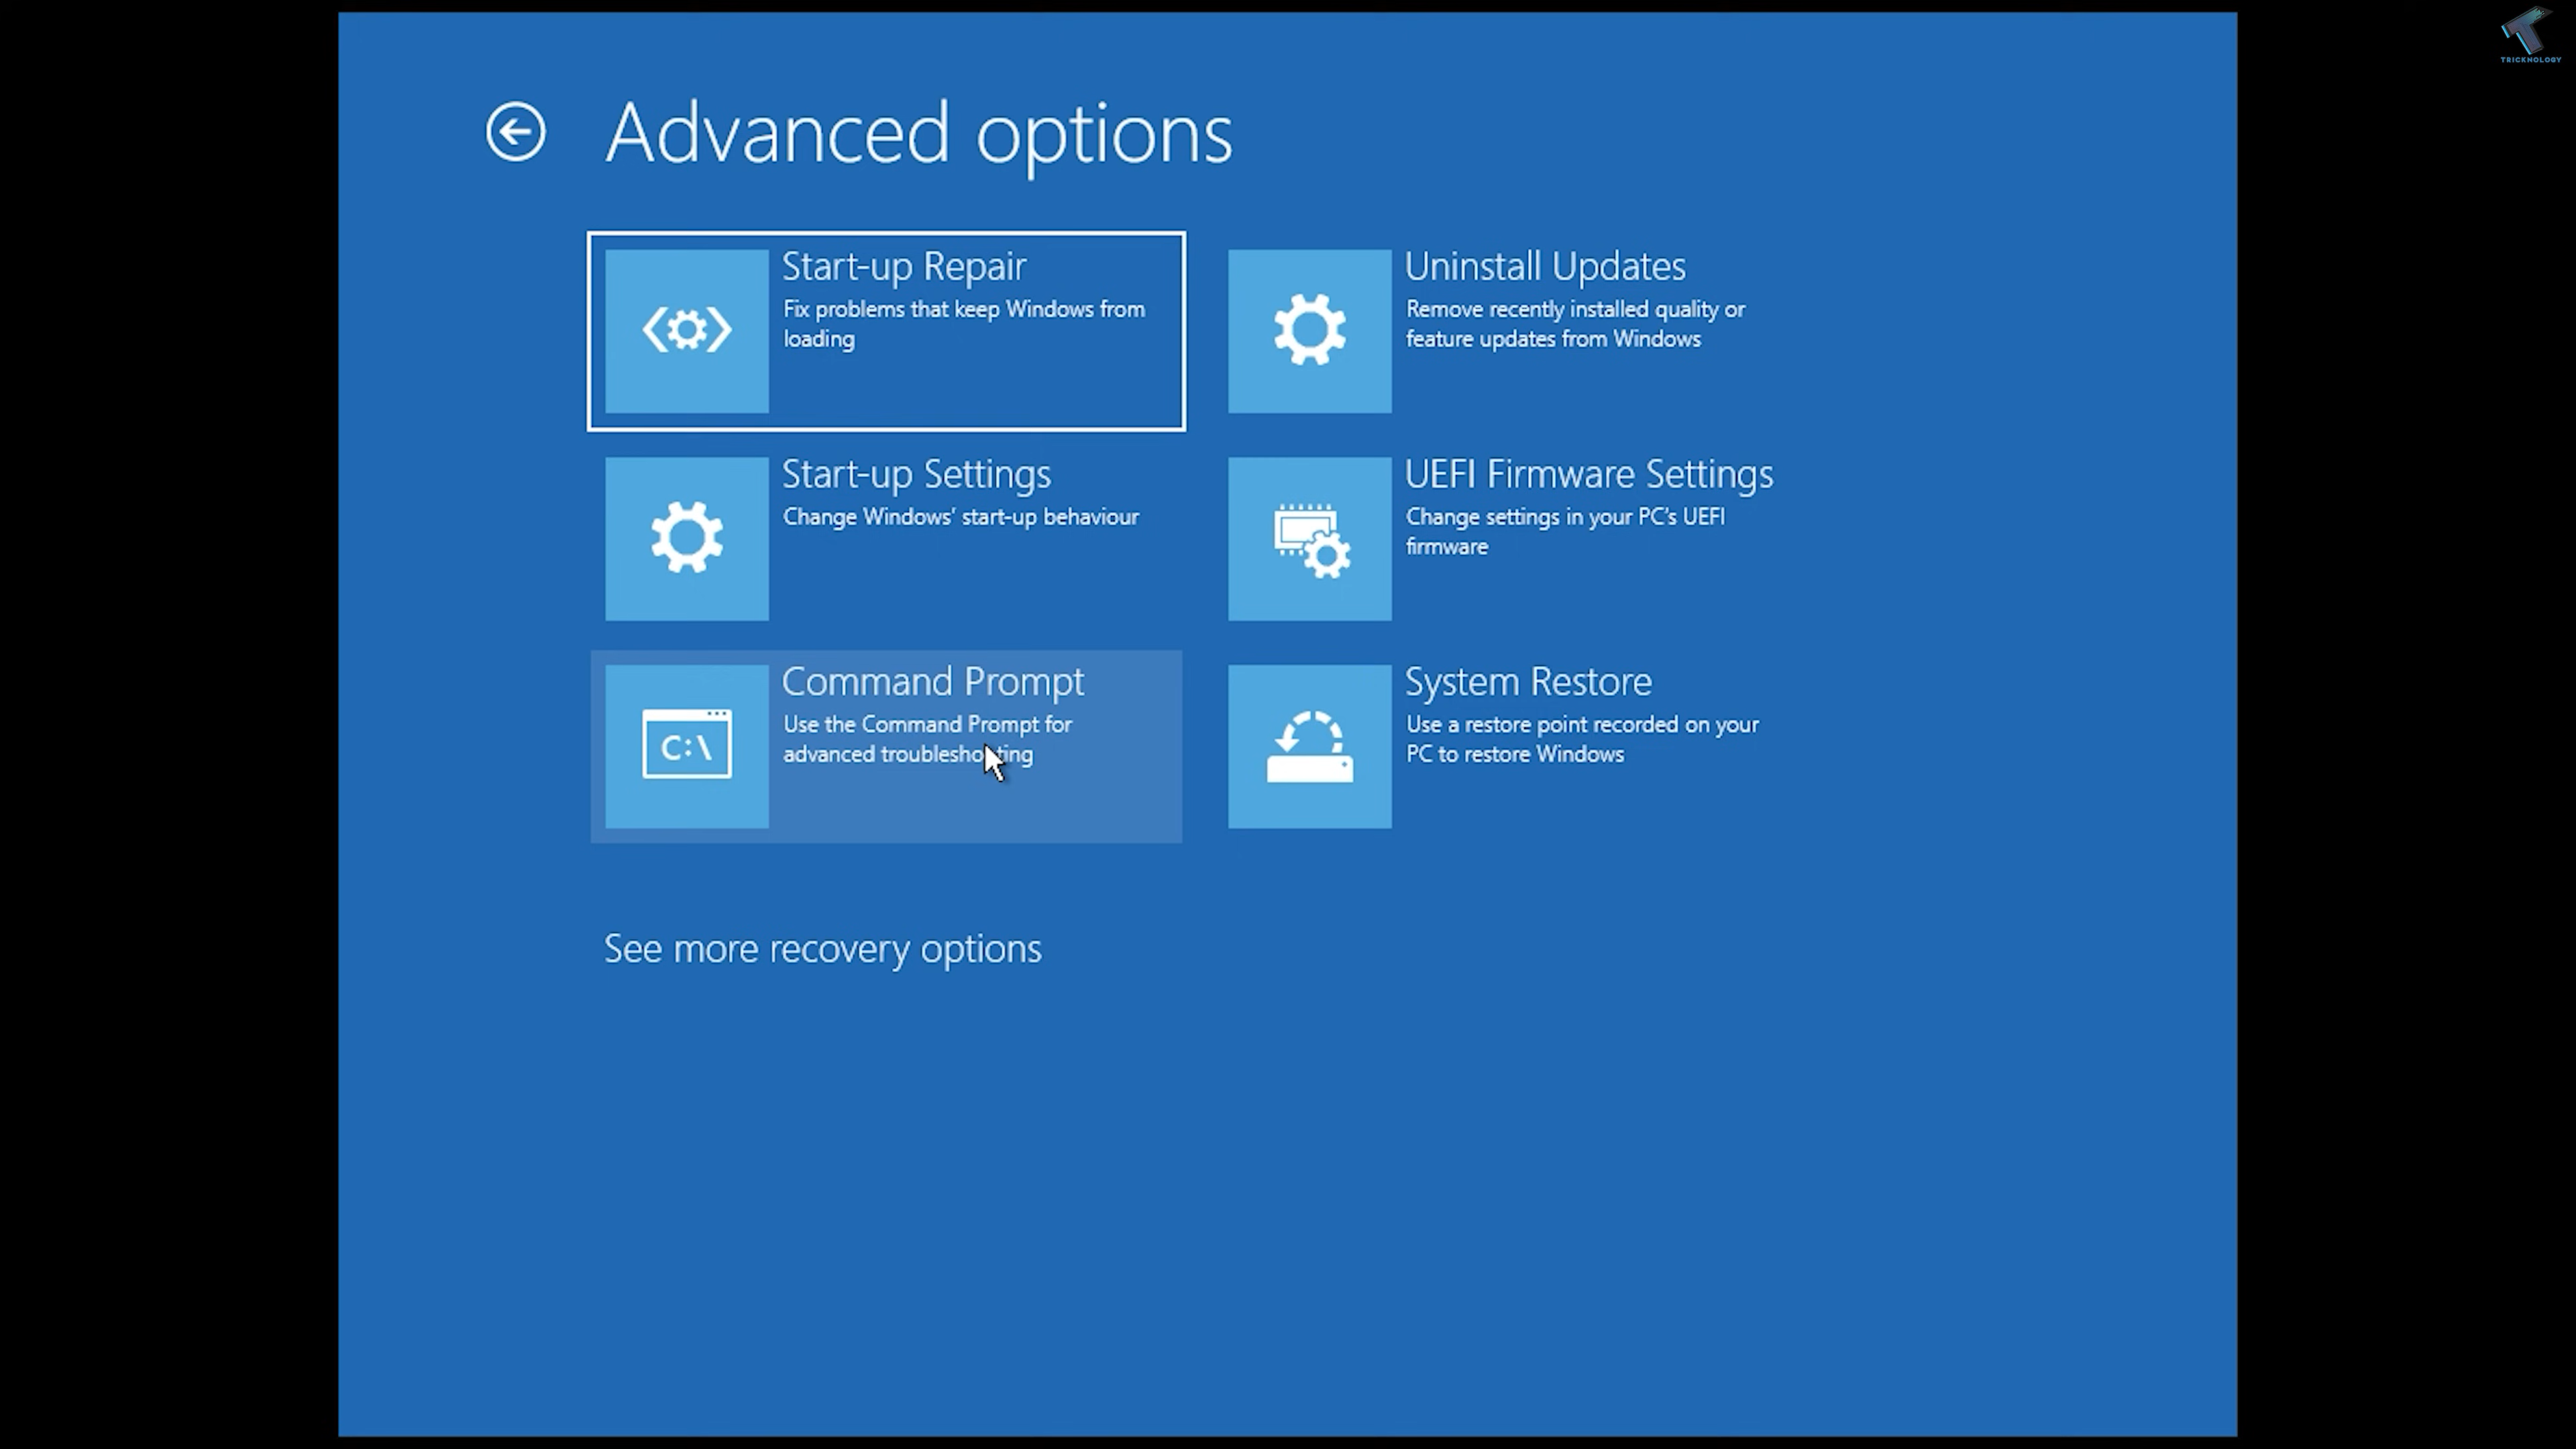 TRICKNOLOGY
Advanced options
Start-up Repair
Fix problems that keep Windows from
loading
Uninstall Updates
Remove recently installed quality or
feature updates from Windows
Start-up Settings
Change Windows' start-up behaviour
UEFI Firmware Settings
Change settings in your PC's UEFI
firmware
C:\
Command Prompt
Use the Command Prompt for
advanced troubleshooting
System Restore
Use a restore point recorded on your
PC to restore Windows
See more recovery options